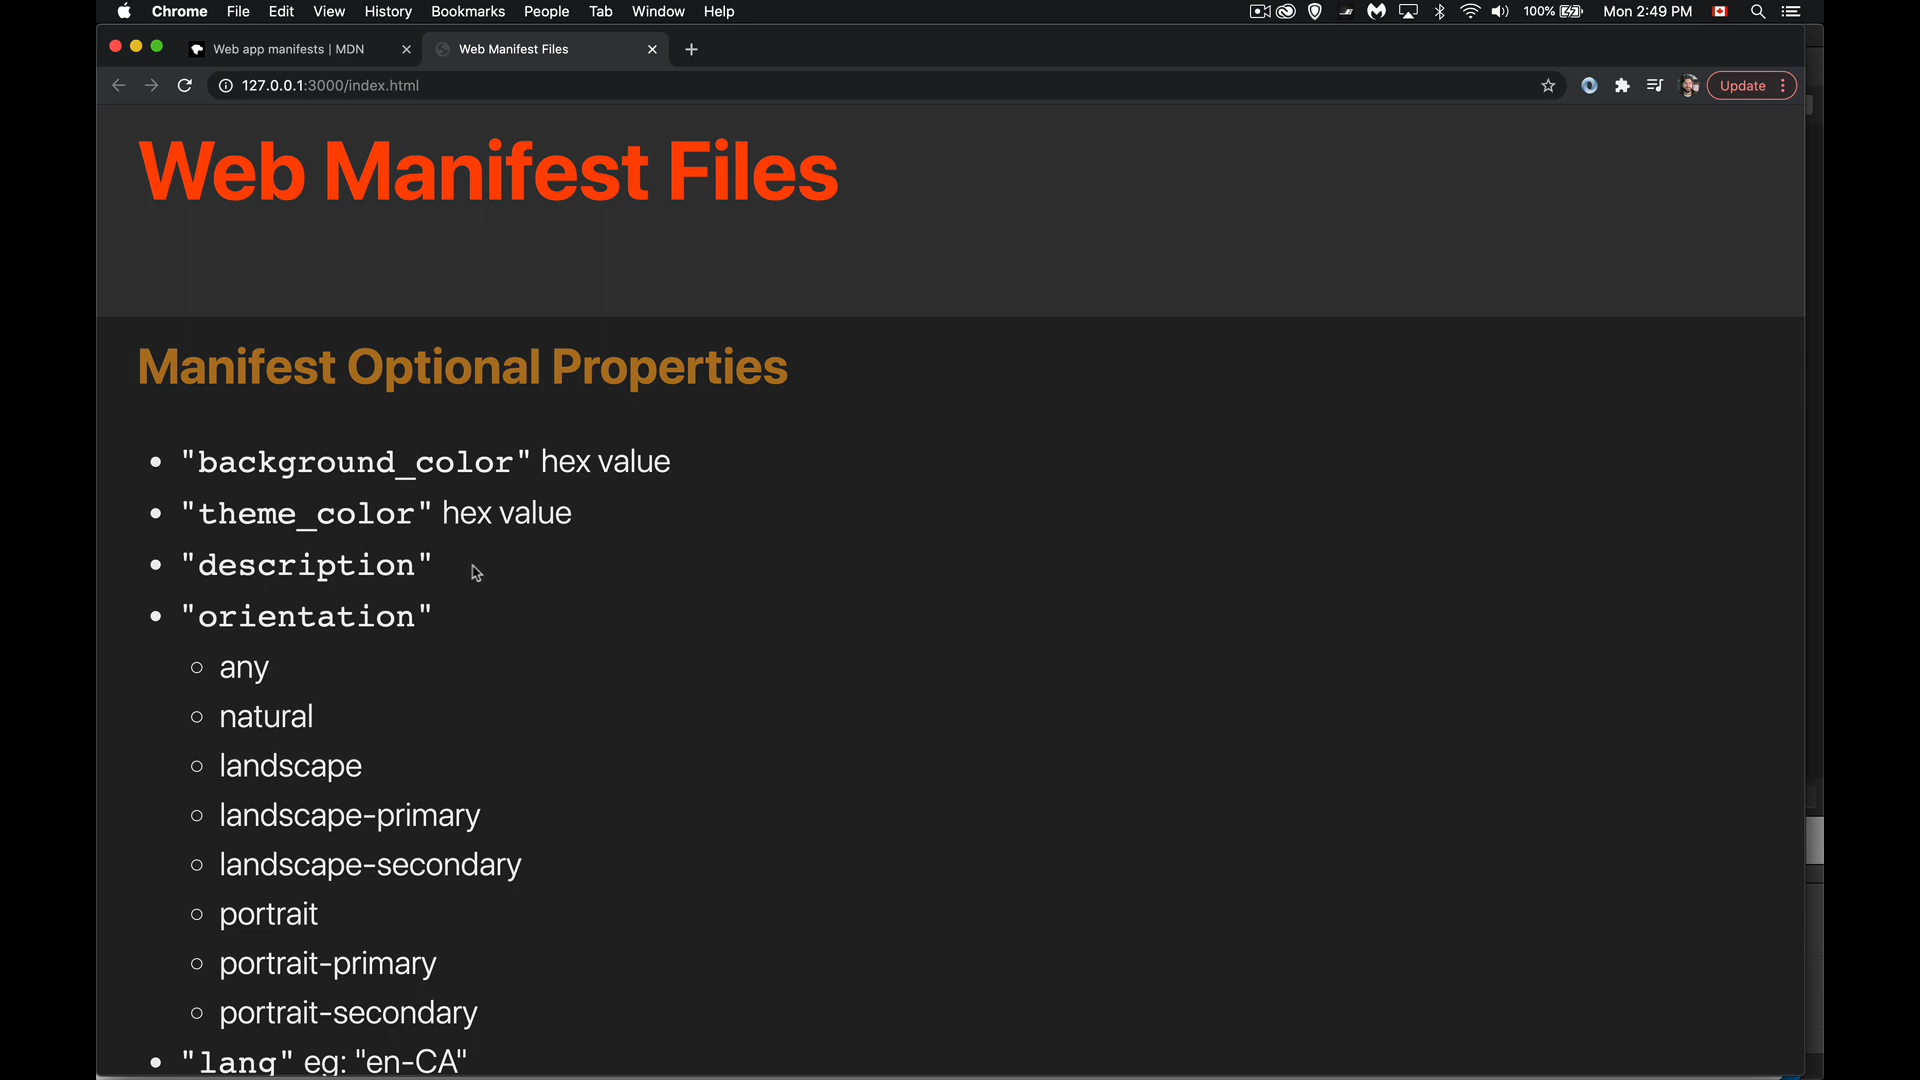 Chrome File Edit View History Bookmarks People Tab Window Help 100% Mon 2:49 PM
Web app manifests | MDN Web Manifest Files
127.0.0.1:3000/index.html Update
Web Manifest Files
Manifest Optional Properties
"background_color" hex value
"theme_color" hex value
"description"
"orientation"
any
natural
landscape
landscape-primary
landscape-secondary
portrait
portrait-primary
portrait-secondary
"lang" eg: "en-CA"